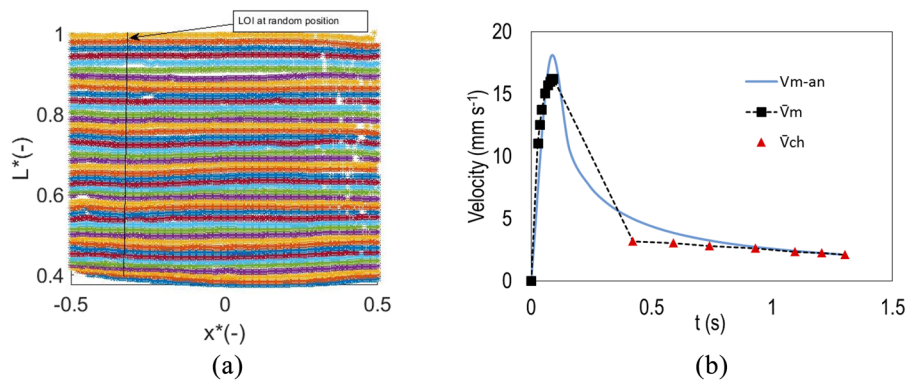 LOI at random position
1
0.8
0.6
0.4
L*(-)
-0.5
0
0.5
x*(-)
(a)
20
15
10
5
0
Velocity (mm s⁻¹)
Vm-an
V̄m
V̄ch
0
0.5
1
1.5
t (s)
(b)